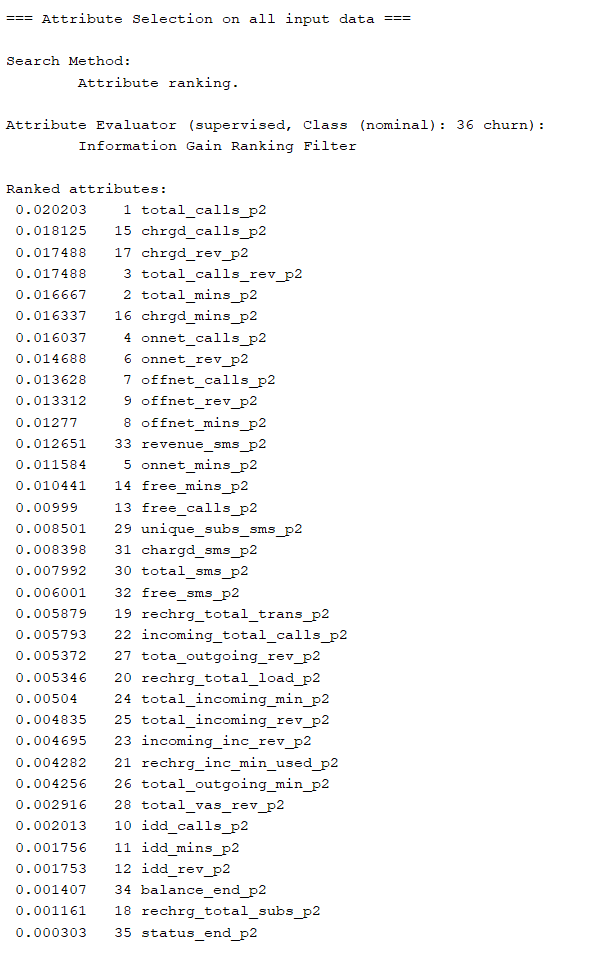 === Attribute Selection on all input data ===
Search Method:
Attribute ranking.
Attribute Evaluator (supervised, Class (nominal): 36 churn):
Information Gain Ranking Filter
Ranked attributes:
0.020203 1 total_calls_p2
0.018125 15 chrgd_calls_p2
0.017488 17 chrgd_rev_p2
0.017488 3 total_calls_rev_p2
0.016667 2 total_mins_p2
0.016337 16 chrgd_mins_p2
0.016037 4 onnet_calls_p2
0.014688 6 onnet_rev_p2
0.013628 7 offnet_calls_p2
0.013312 9 offnet_rev_p2
0.01277 8 offnet_mins_p2
0.012651 33 revenue_sms_p2
0.011584 5 onnet_mins_p2
0.010441 14 free_mins_p2
0.00999 13 free_calls_p2
0.008501 29 unique_subs_sms_p2
0.008398 31 chargd_sms_p2
0.007992 30 total_sms_p2
0.006001 32 free_sms_p2
0.005879 19 rechrg_total_trans_p2
0.005793 22 incoming_total_calls_p2
0.005372 27 tota_outgoing_rev_p2
0.005346 20 rechrg_total_load_p2
0.00504 24 total_incoming_min_p2
0.004835 25 total_incoming_rev_p2
0.004695 23 incoming_inc_rev_p2
0.004282 21 rechrg_inc_min_used_p2
0.004256 26 total_outgoing_min_p2
0.002916 28 total_vas_rev_p2
0.002013 10 idd_calls_p2
0.001756 11 idd_mins_p2
0.001753 12 idd_rev_p2
0.001407 34 balance_end_p2
0.001161 18 rechrg_total_subs_p2
0.000303 35 status_end_p2